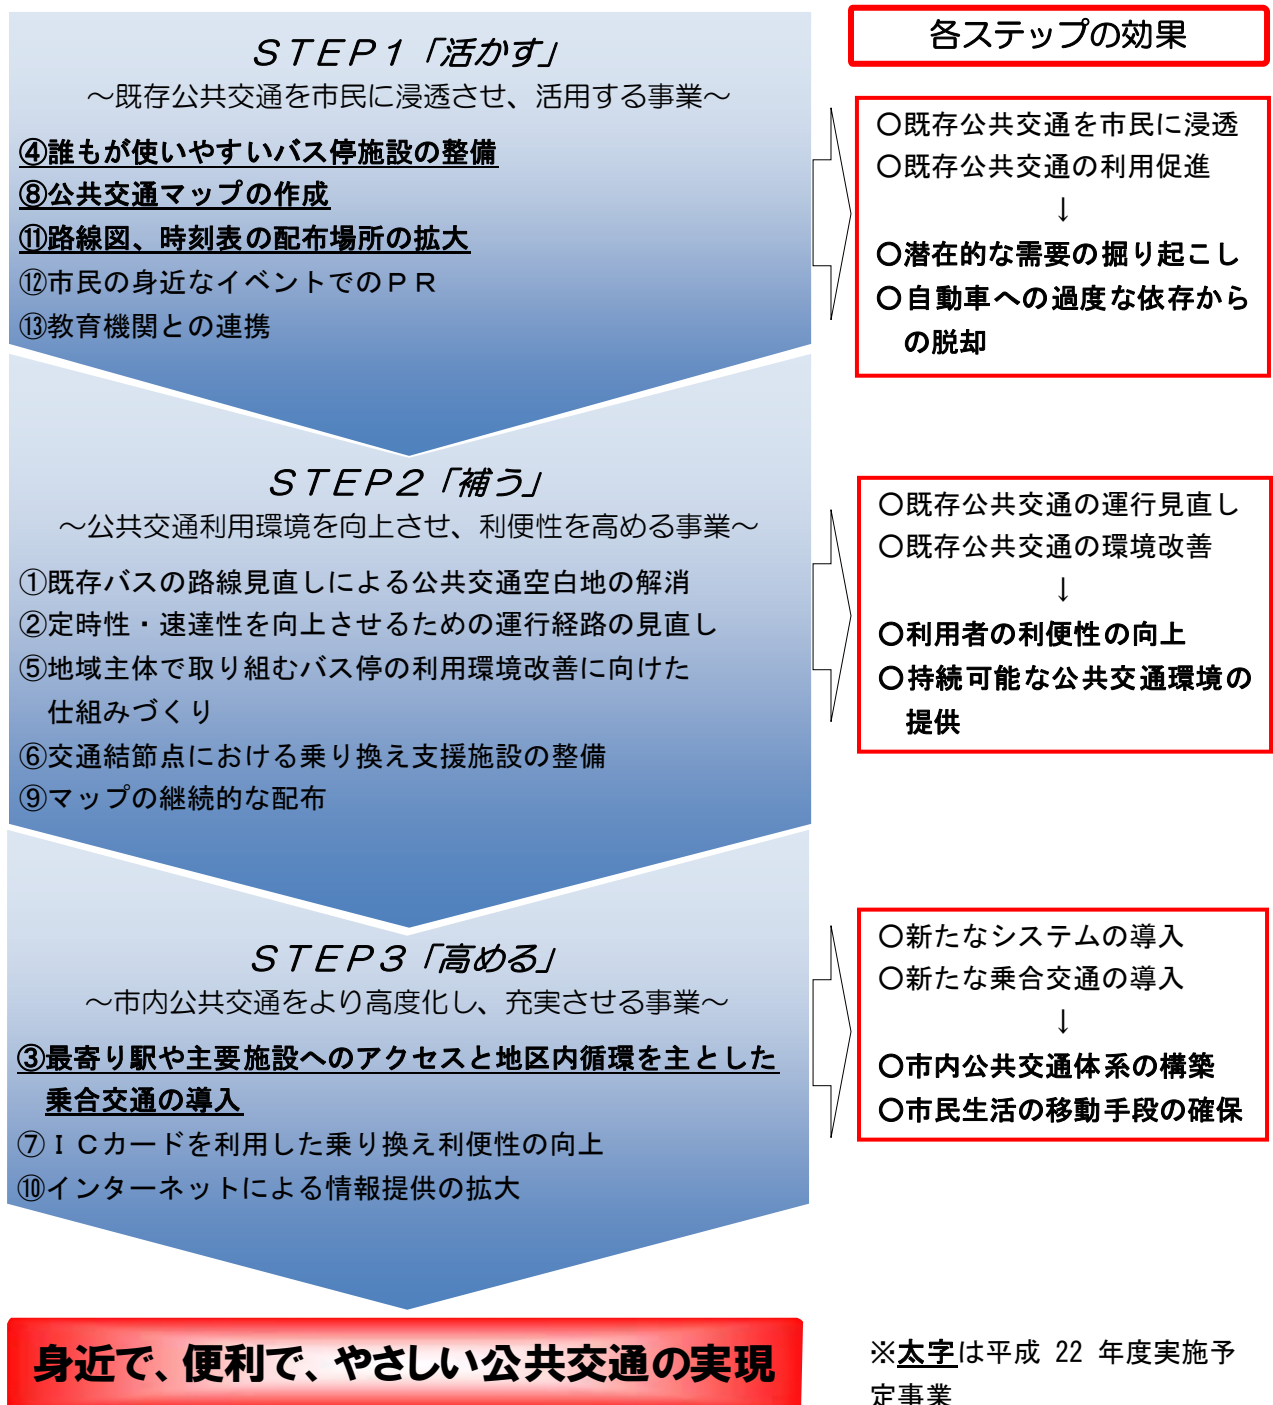 STEP1「活かす」
～既存公共交通を市民に浸透させ、活用する事業～
④誰もが使いやすいバス停施設の整備
⑧公共交通マップの作成
⑪路線図、時刻表の配布場所の拡大
⑫市民の身近なイベントでのPR
⑬教育機関との連携
各ステップの効果
○既存公共交通を市民に浸透
○既存公共交通の利用促進
↓
○潜在的な需要の掘り起こし
○自動車への過度な依存から
の脱却
STEP2「補う」
～公共交通利用環境を向上させ、利便性を高める事業～
①既存バスの路線見直しによる公共交通空白地の解消
②定時性・速達性を向上させるための運行経路の見直し
⑤地域主体で取り組むバス停の利用環境改善に向けた
仕組みづくり
⑥交通結節点における乗り換え支援施設の整備
⑨マップの継続的な配布
○既存公共交通の運行見直し
○既存公共交通の環境改善
↓
○利用者の利便性の向上
○持続可能な公共交通環境の
提供
STEP3「高める」
～市内公共交通をより高度化し、充実させる事業～
③最寄り駅や主要施設へのアクセスと地区内循環を主とした
乗合交通の導入
⑦ICカードを利用した乗り換え利便性の向上
⑩インターネットによる情報提供の拡大
○新たなシステムの導入
○新たな乗合交通の導入
↓
○市内公共交通体系の構築
○市民生活の移動手段の確保
身近で、便利で、やさしい公共交通の実現
※太字は平成 22 年度実施予
定事業